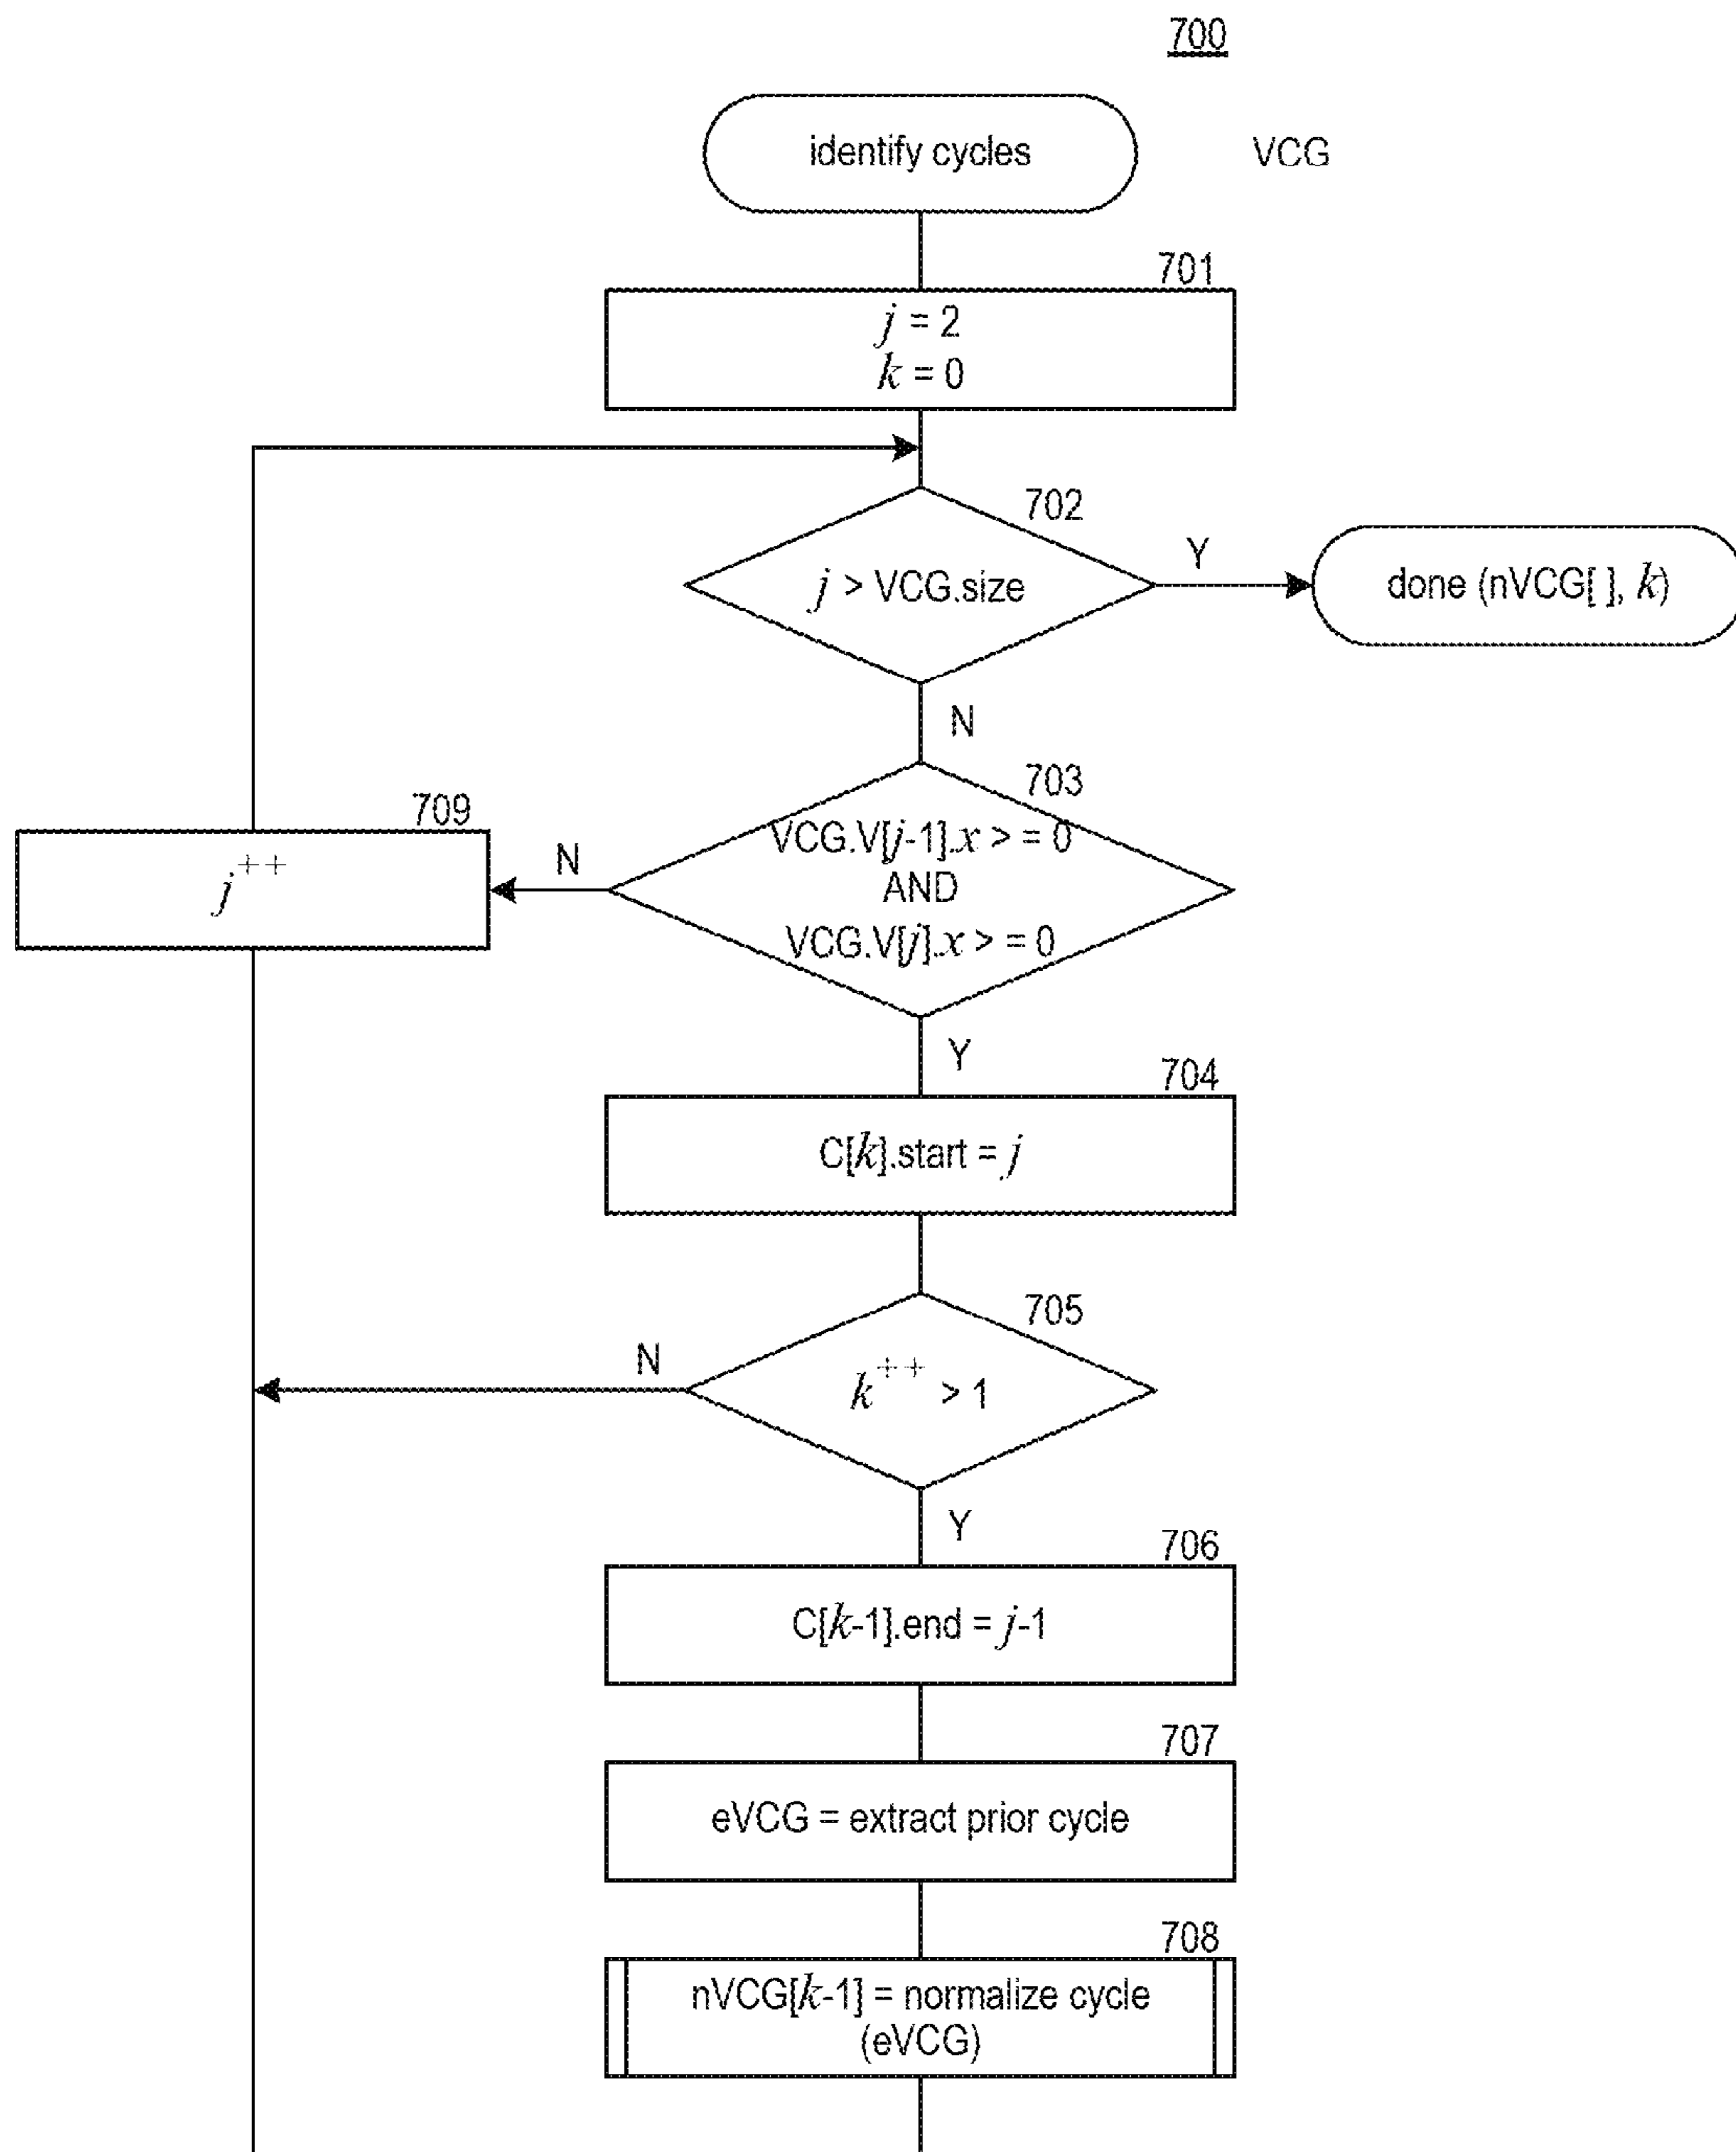 700
identify cycles
VCG
701
j = 2
k = 0
702
j > VCG.size
Y
done (nVCG[ ], k)
N
703
VCG.V[j-1].x > = 0
AND
VCG.V[j].x > = 0
N
709
j++
Y
704
C[k].start = j
705
k++ > 1
N
Y
706
C[k-1].end = j-1
707
eVCG = extract prior cycle
708
nVCG[k-1] = normalize cycle
(eVCG)